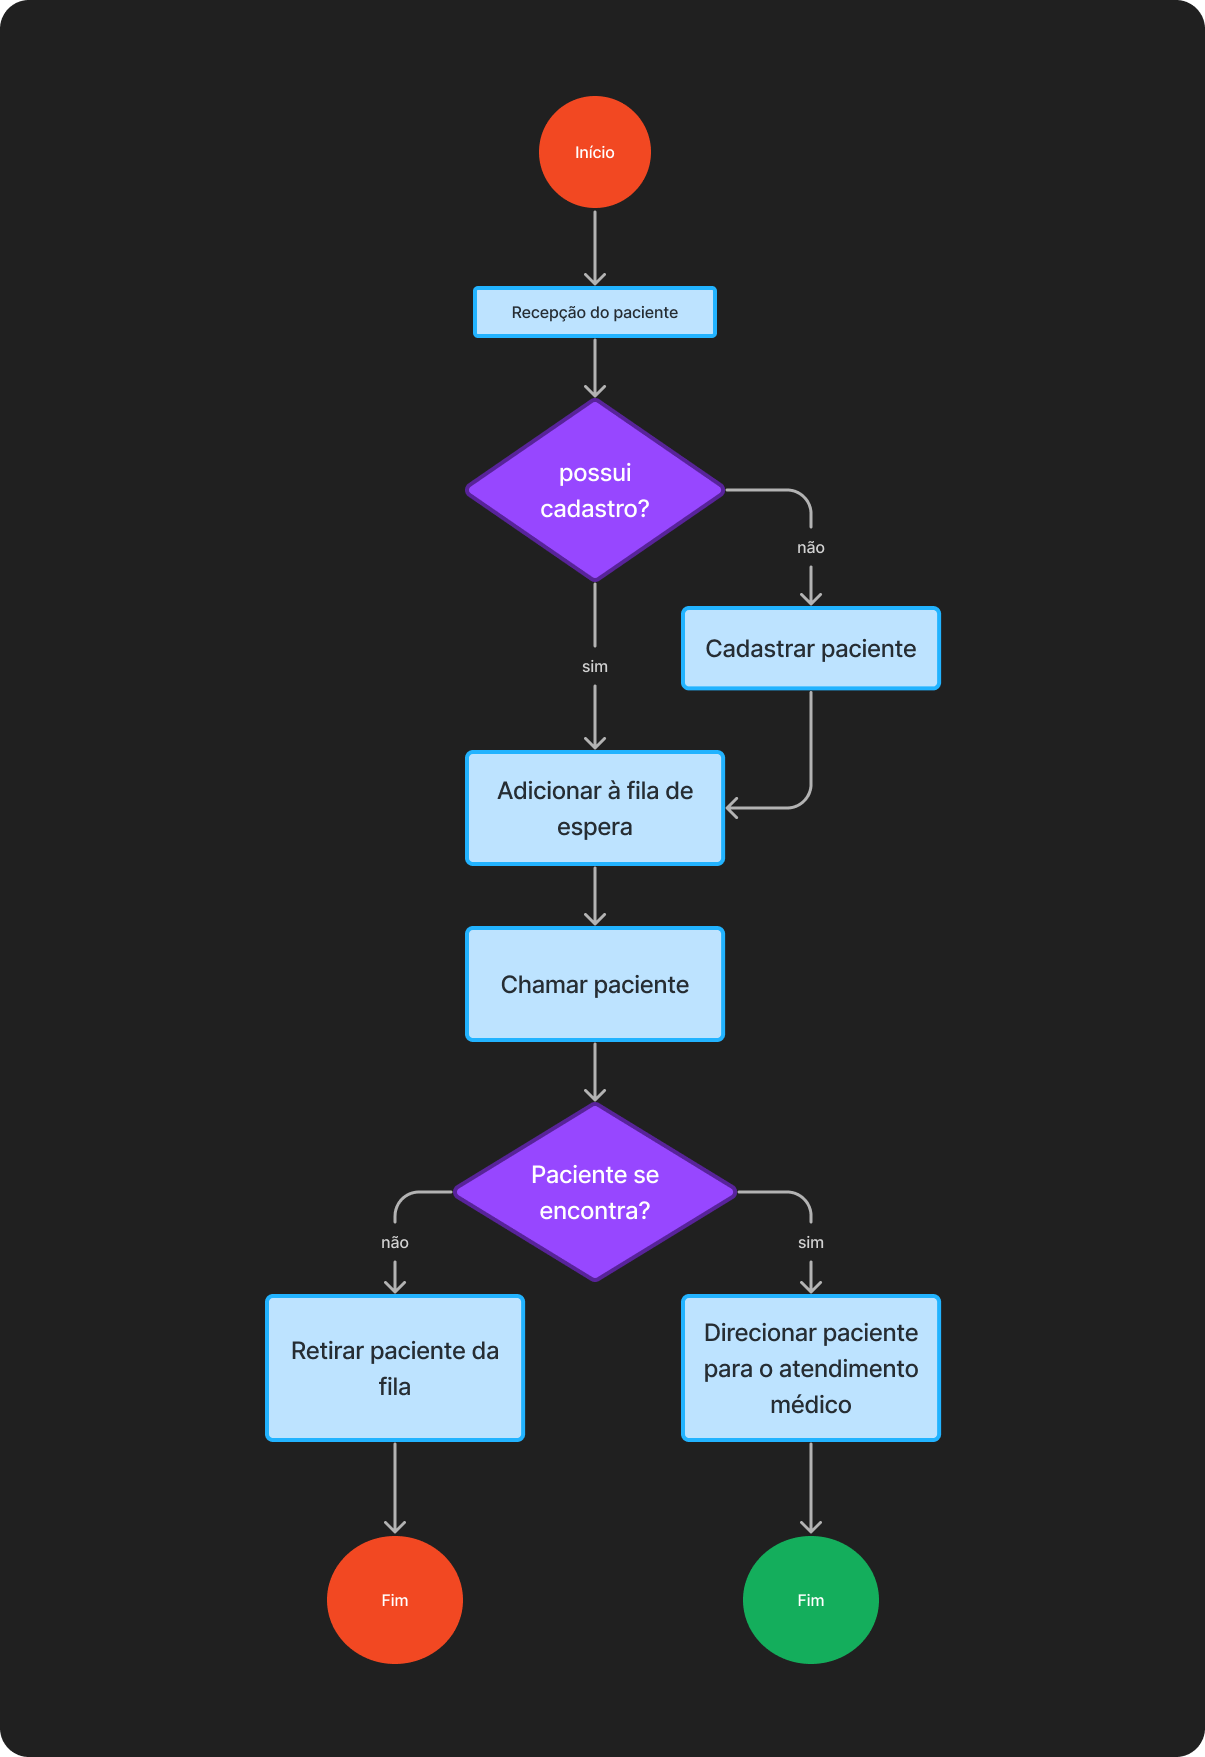 Início
Recepção do paciente
possui
cadastro?
não
Cadastrar paciente
sim
Adicionar à fila de
espera
Chamar paciente
Paciente se
encontra?
não
sim
Retirar paciente da
fila
Direcionar paciente
para o atendimento
médico
Fim
Fim